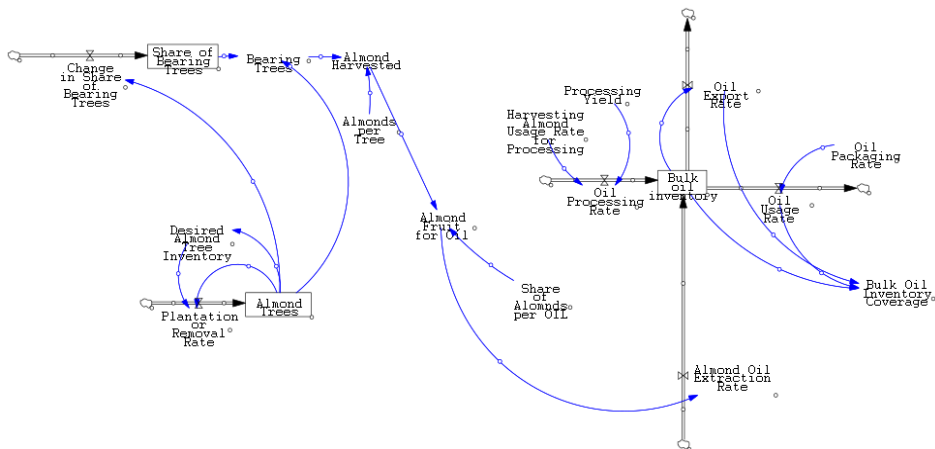 Share of
Bearing Trees
Change
in Share of
Bearing Trees
Bearing
Trees
Almond
Harvested
Almonds
per
Tree
Processing
Yield
Harvesting
Almond
Usage Rate
for
Processing
Oil
Export
Rate
Oil
Packaging
Rate
Oil
Processing
Rate
Bulk
oil
inventory
Oil
Usage
Rate
Almond
Fruit
for Oil
Desired
Almond
Tree
Inventory
Share
of
Alomnds
per OIL
Bulk Oil
Inventory
Coverage
Plantation
or
Removal
Rate
Almond
Trees
Almond Oil
Extraction
Rate